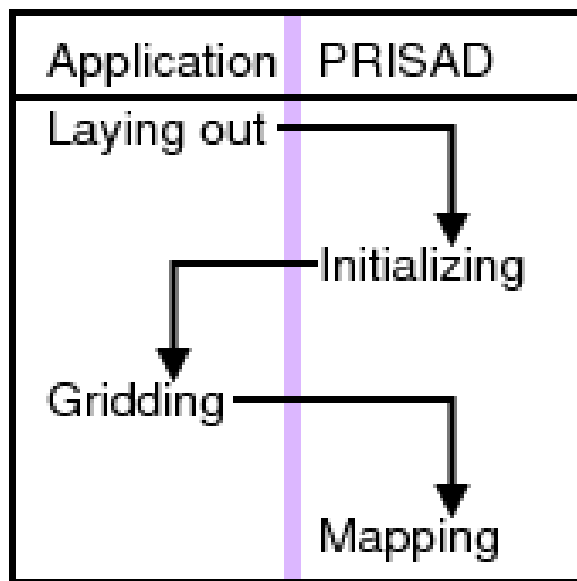 Application PRISAD
Laying out
Initializing
Gridding
Mapping